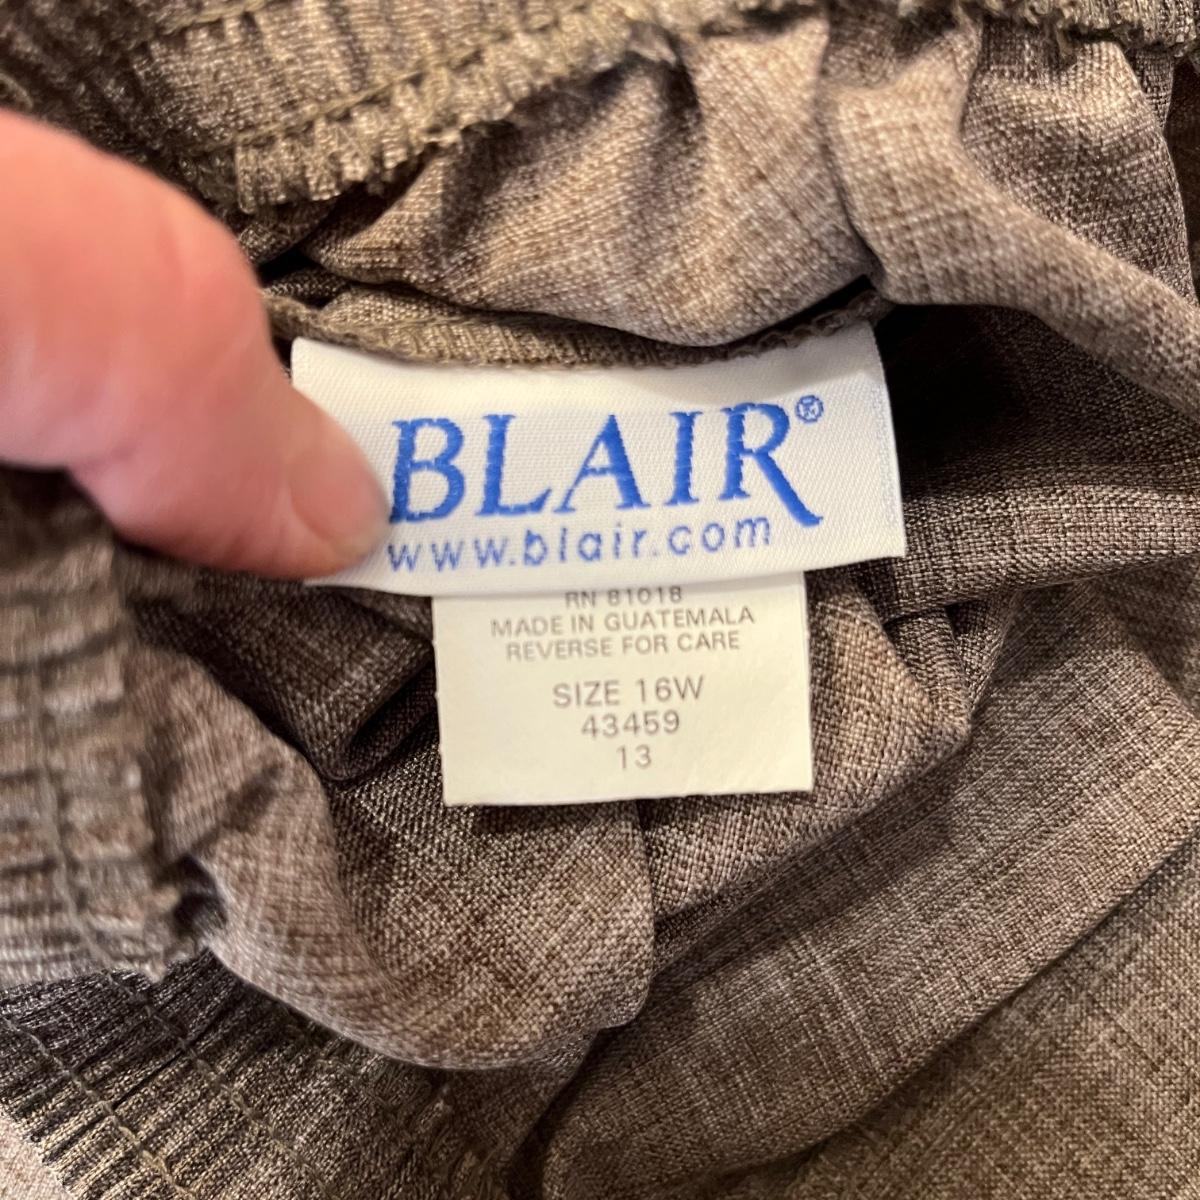 BLAIR®
www.blair.com
RN 81018
MADE IN GUATEMALA
REVERSE FOR CARE
SIZE 16W
43459
13